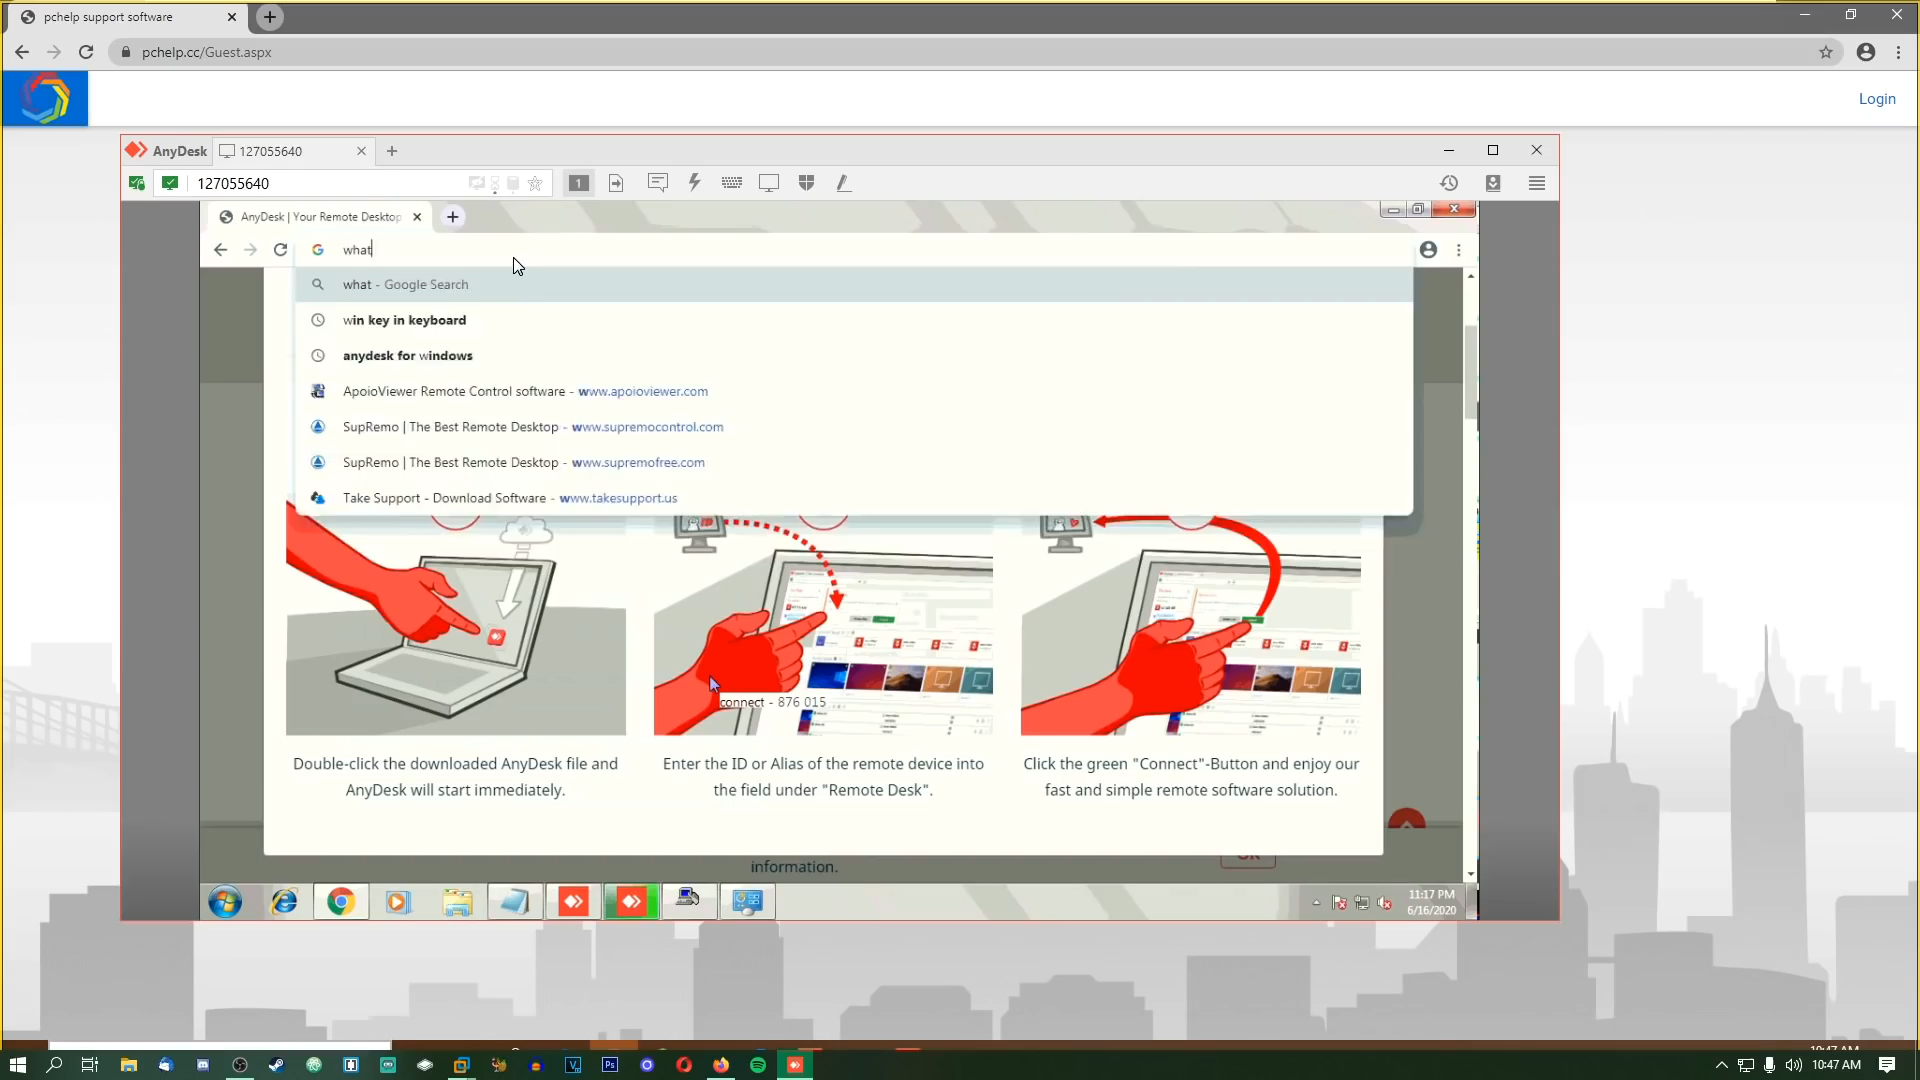 pchelp support software
pchelp.cc/Guest.aspx
Login
AnyDesk
127055640
127055640
1
AnyDesk | Your Remote Desktop
what
what - Google Search
win key in keyboard
anydesk for windows
ApoioViewer Remote Control software - www.apoioviewer.com
SupRemo | The Best Remote Desktop - www.supremocontrol.com
SupRemo | The Best Remote Desktop - www.supremofree.com
Take Support - Download Software - www.takesupport.us
connect - 876 015
Double-click the downloaded AnyDesk file and
AnyDesk will start immediately.
Enter the ID or Alias of the remote device into
the field under "Remote Desk".
Click the green "Connect"-Button and enjoy our
fast and simple remote software solution.
information.
11:17 PM
6/16/2020
10:47 AM